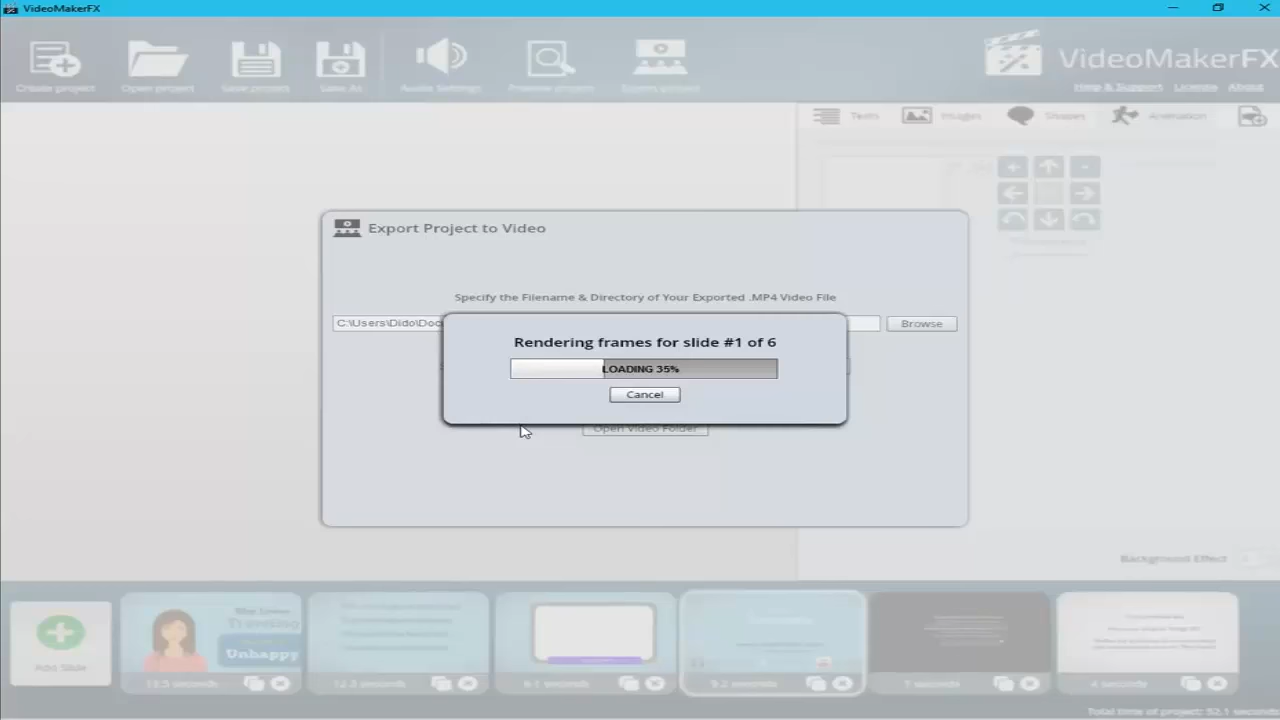 VideoMakerFX
Create project
Open project
Save project
Save As
Audio Settings
Preview project
Export project
VideoMakerFX
Help & Support
License
About
Texts
Images
Shapes
Animation
Export Project to Video
Specify the Filename & Directory of Your Exported .MP4 Video File
C:\Users\Dido\Doc
Browse
Rendering frames for slide #1 of 6
LOADING 35%
Cancel
Open Video Folder
Background Effect
Add Slide
Traveling
Unhappy
12.5 seconds
12.3 seconds
6.1 seconds
9.2 seconds
7 seconds
4 seconds
Total time of project: 52.1 seconds